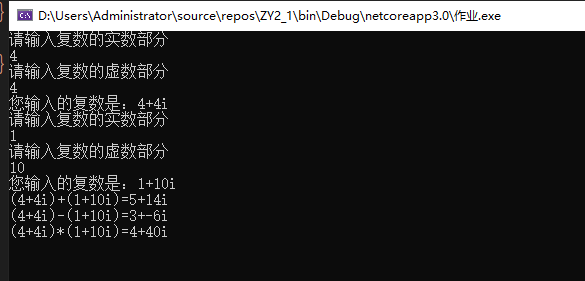 D:\Users\Administrator\source\repos\ZY2_1\bin\Debug\netcoreapp3.0\作业.exe
请输入复数的实数部分
4
请输入复数的虚数部分
4
您输入的复数是：4+4i
请输入复数的实数部分
1
请输入复数的虚数部分
10
您输入的复数是：1+10i
(4+4i)+(1+10i)=5+14i
(4+4i)-(1+10i)=3+-6i
(4+4i)*(1+10i)=4+40i